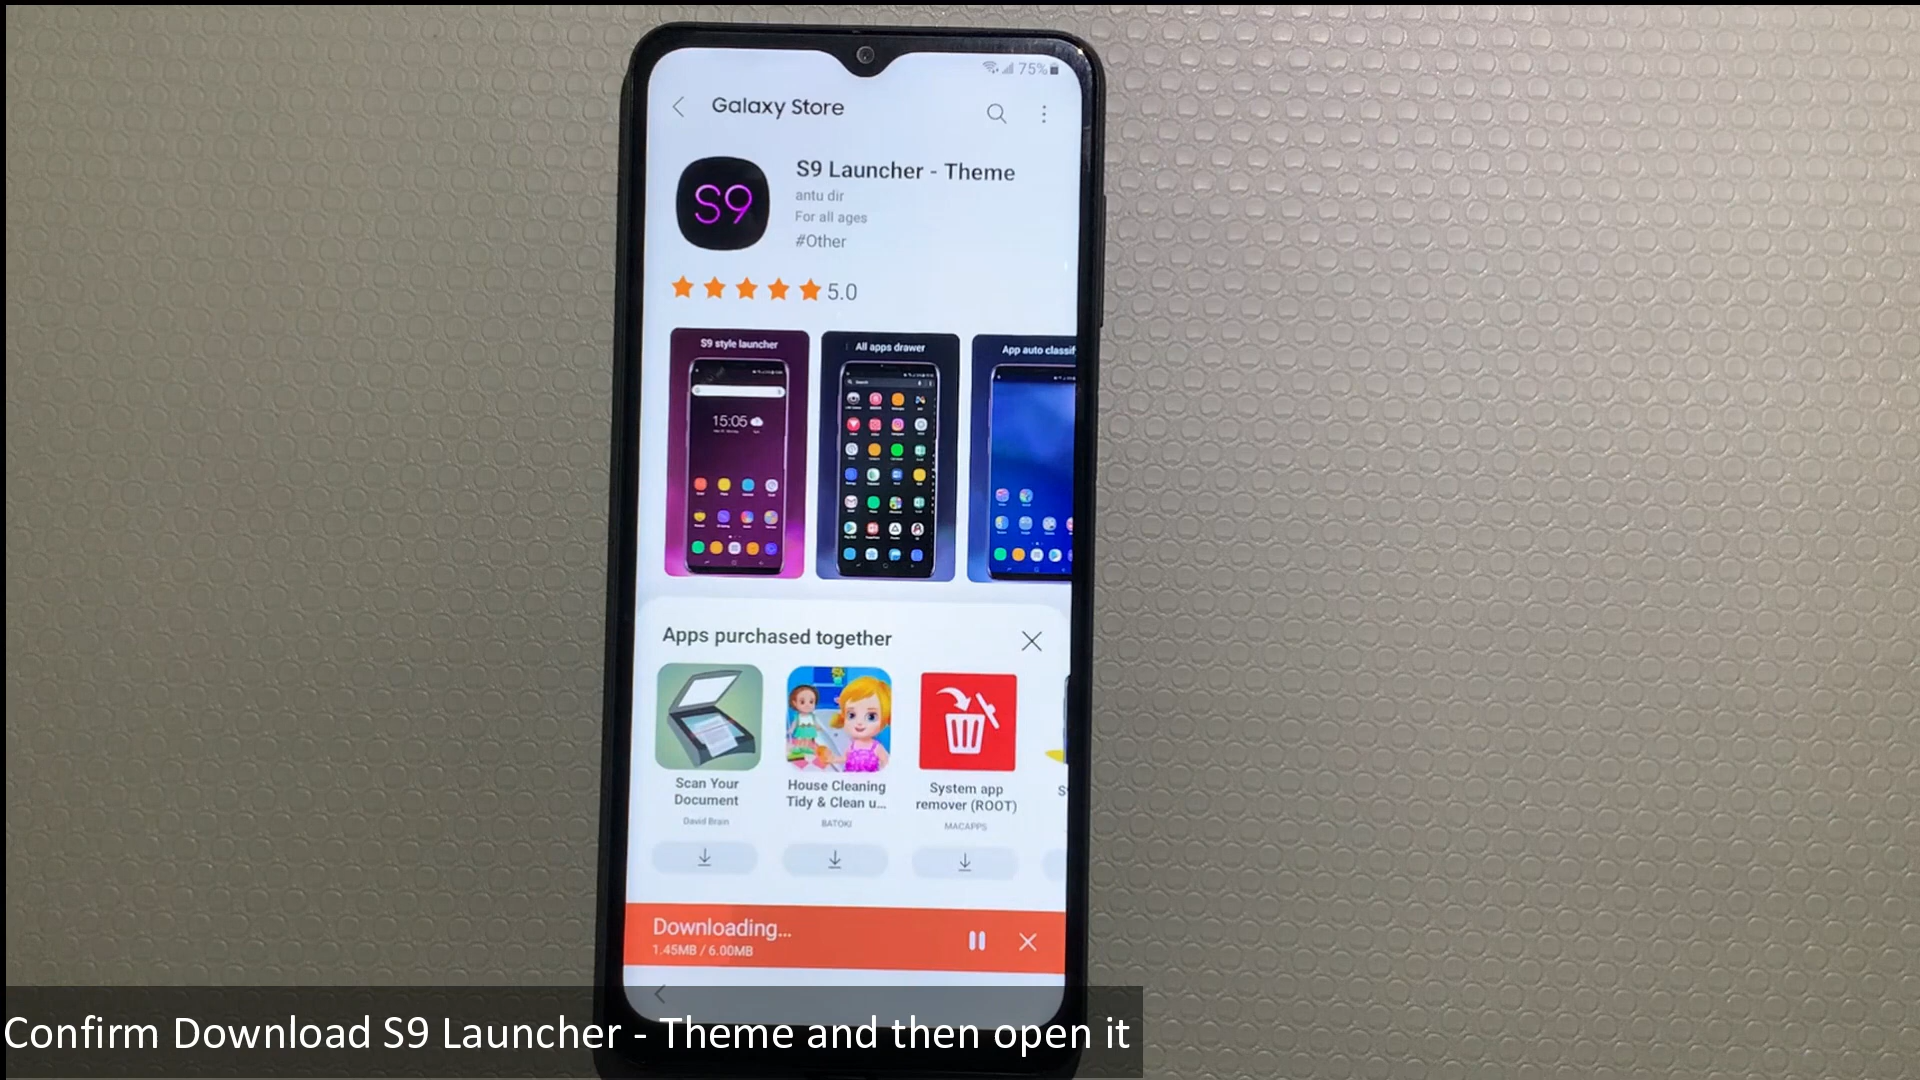 75%
Galaxy Store
S9
S9 Launcher - Theme
antu dir
For all ages
#Other
5.0
S9 style launcher
All apps drawer
App auto classif
15:05
Apps purchased together
Scan Your
Document
David Brain
House Cleaning
Tidy & Clean u...
BATOKI
System app
remover (ROOT)
MACAPPS
Downloading...
1.45MB / 6.00MB
Confirm Download S9 Launcher - Theme and then open it